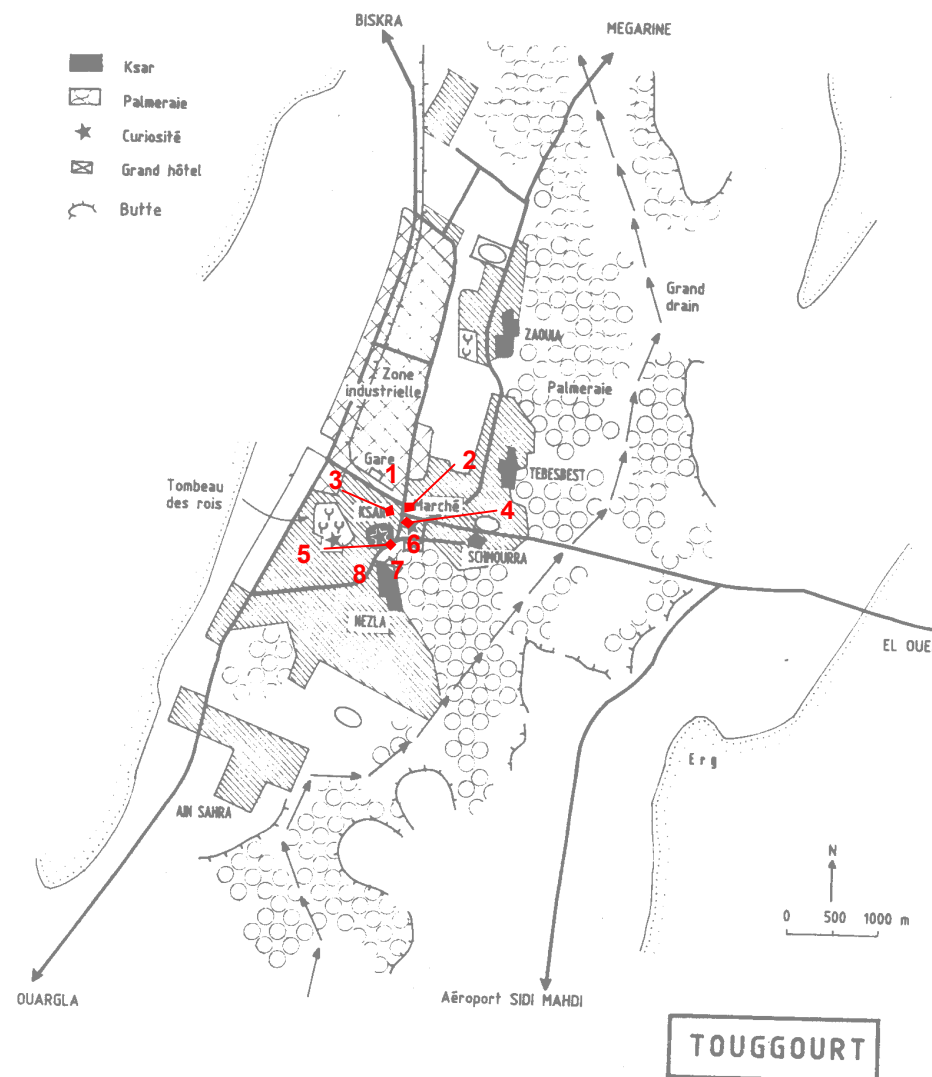 BISKRA
MEGARINE
Ksar
Palmeraie
Curiosité
Grand hôtel
Butte
Grand
drain
ZAOUIA
Zone
industrielle
Palmeraie
Gare
1
2
TEBESBEST
3
Tombeau
des rois
KSAR
Marché
4
5
6
SCHMOURRA
8
7
NEZLA
EL OUE
Erg
AIN SAHRA
N
0 500 1000 m
OUARGLA
Aéroport SIDI MAHDI
TOUGGOURT